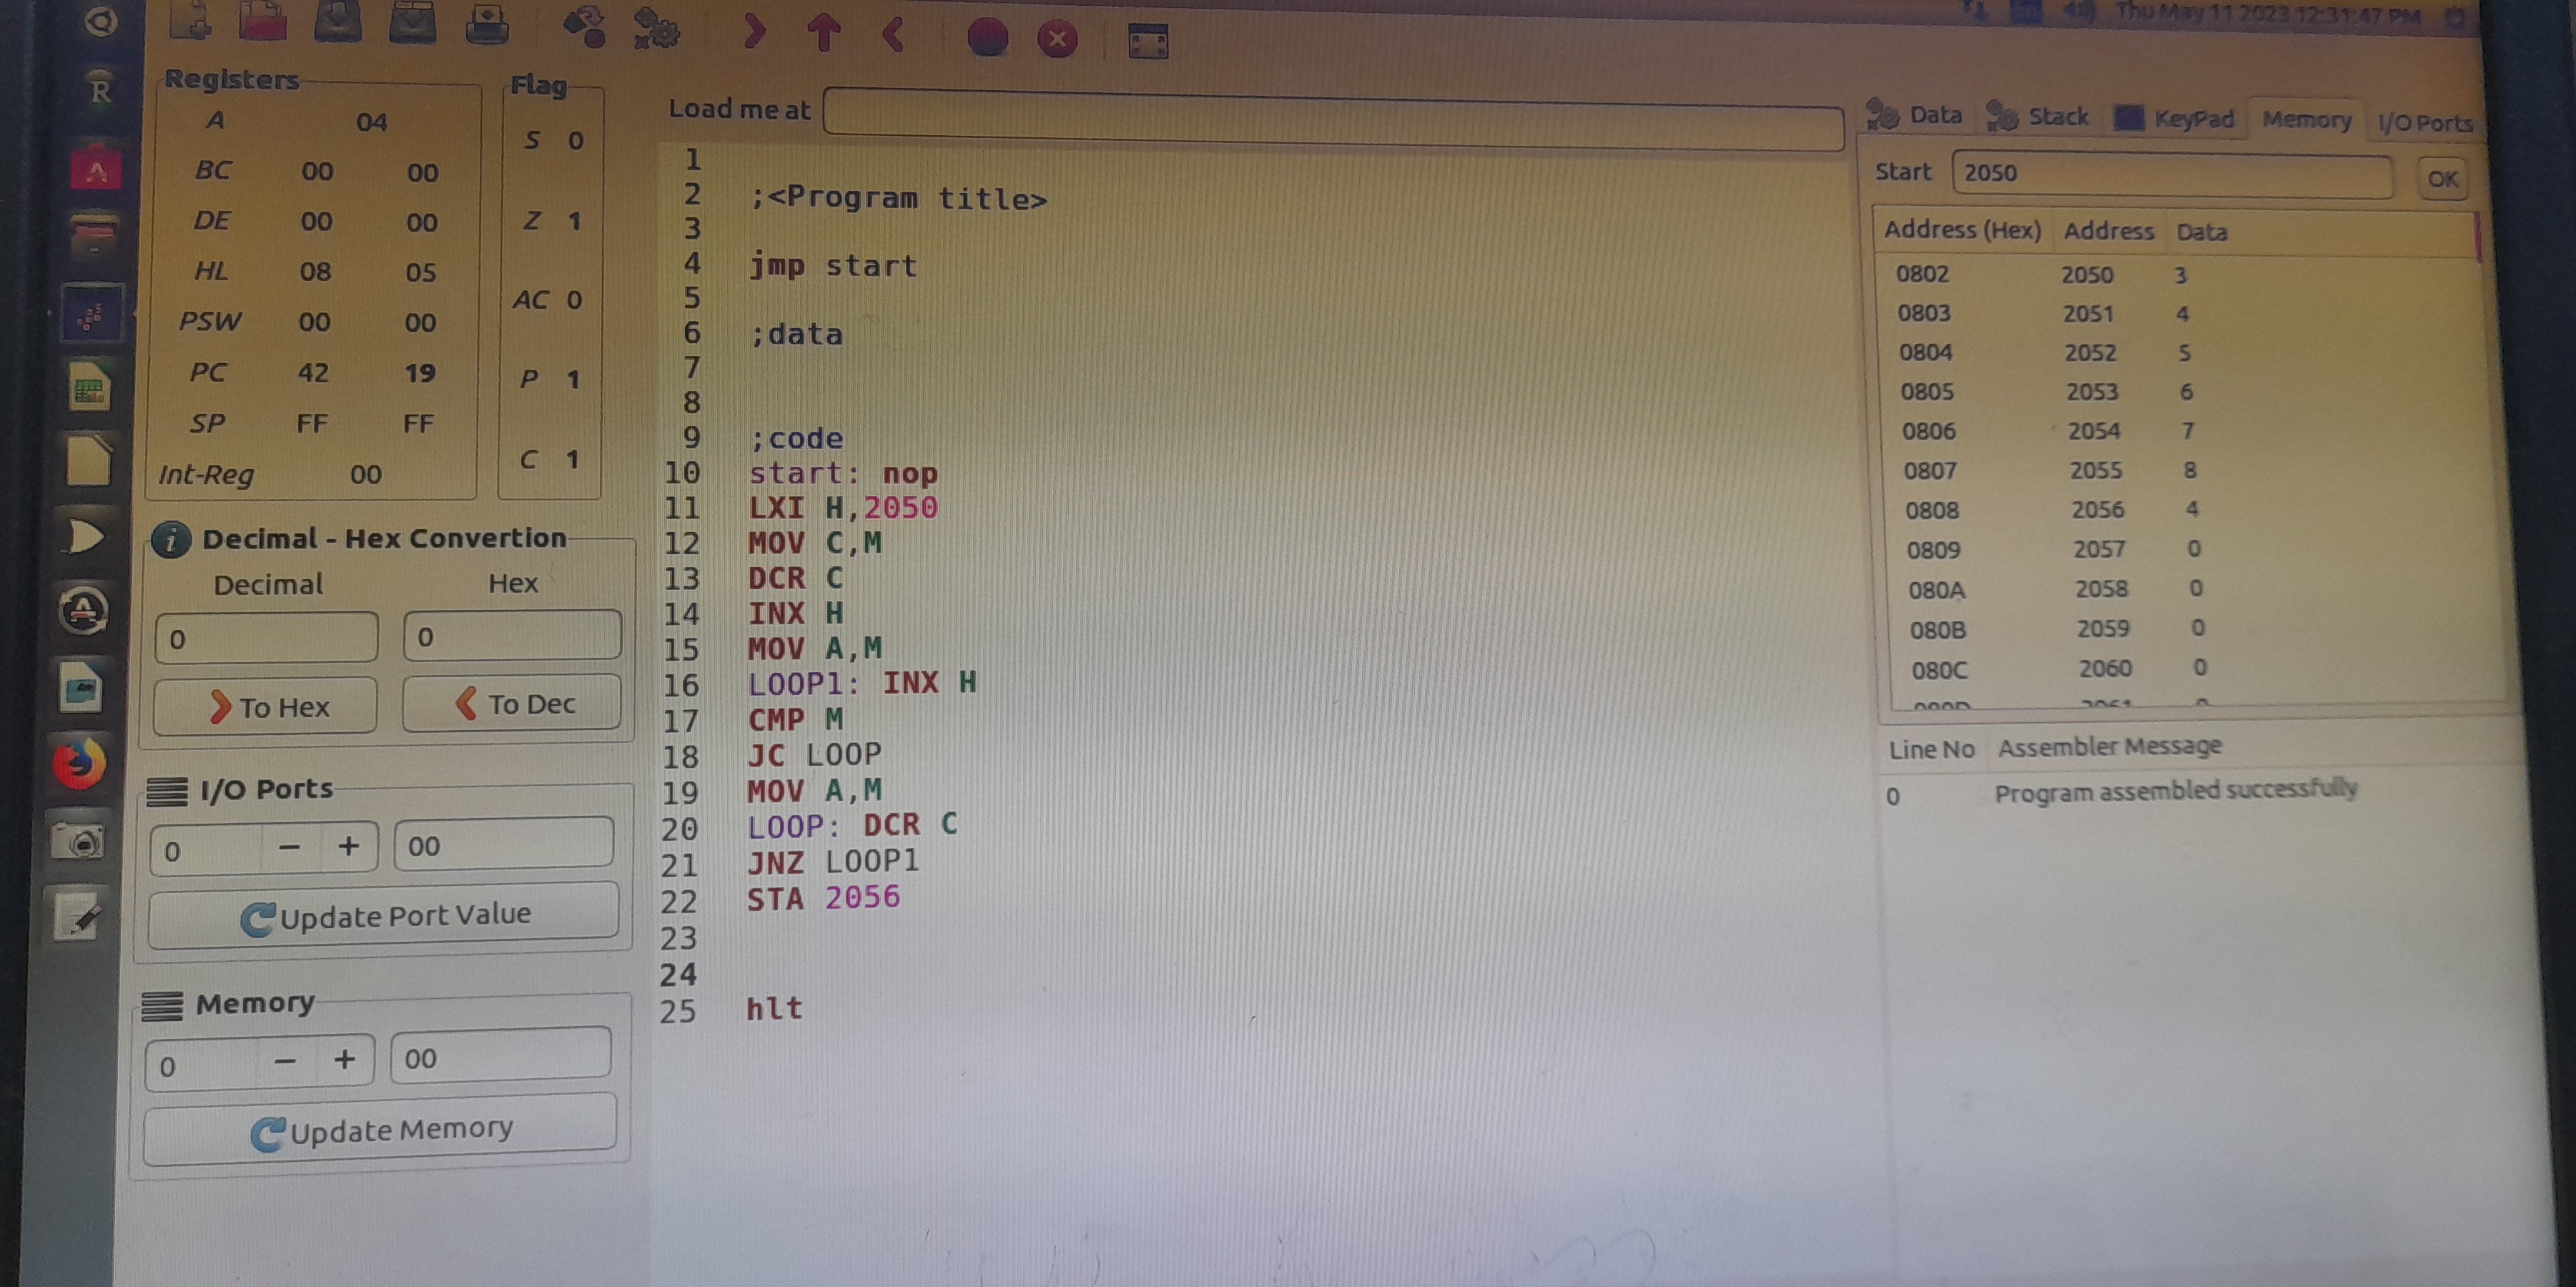 Thu May 11 2023 12:31:47 PM
Registers
A 04
BC 00 00
DE 00 00
HL 08 05
PSW 00 00
PC 42 19
SP FF FF
Int-Reg 00
Flag
S 0
Z 1
AC 0
P 1
C 1
Decimal - Hex Convertion
Decimal Hex
0 0
To Hex To Dec
I/O Ports
0 − + 00
Update Port Value
Memory
0 − + 00
Update Memory
Load me at
1
2 ;<Program title>
3
4 jmp start
5
6 ;data
7
8
9 ;code
10 start: nop
11 LXI H,2050
12 MOV C,M
13 DCR C
14 INX H
15 MOV A,M
16 LOOP1: INX H
17 CMP M
18 JC LOOP
19 MOV A,M
20 LOOP: DCR C
21 JNZ LOOP1
22 STA 2056
23
24
25 hlt
Data Stack KeyPad Memory I/O Ports
Start 2050 OK
Address (Hex) Address Data
0802 2050 3
0803 2051 4
0804 2052 5
0805 2053 6
0806 2054 7
0807 2055 8
0808 2056 4
0809 2057 0
080A 2058 0
080B 2059 0
080C 2060 0
Line No Assembler Message
0 Program assembled successfully